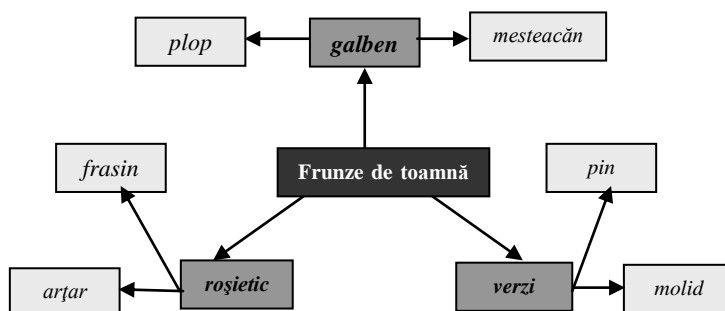 plop
galben
mesteacăn
frasin
Frunze de toamnă
pin
arţar
roşietic
verzi
molid